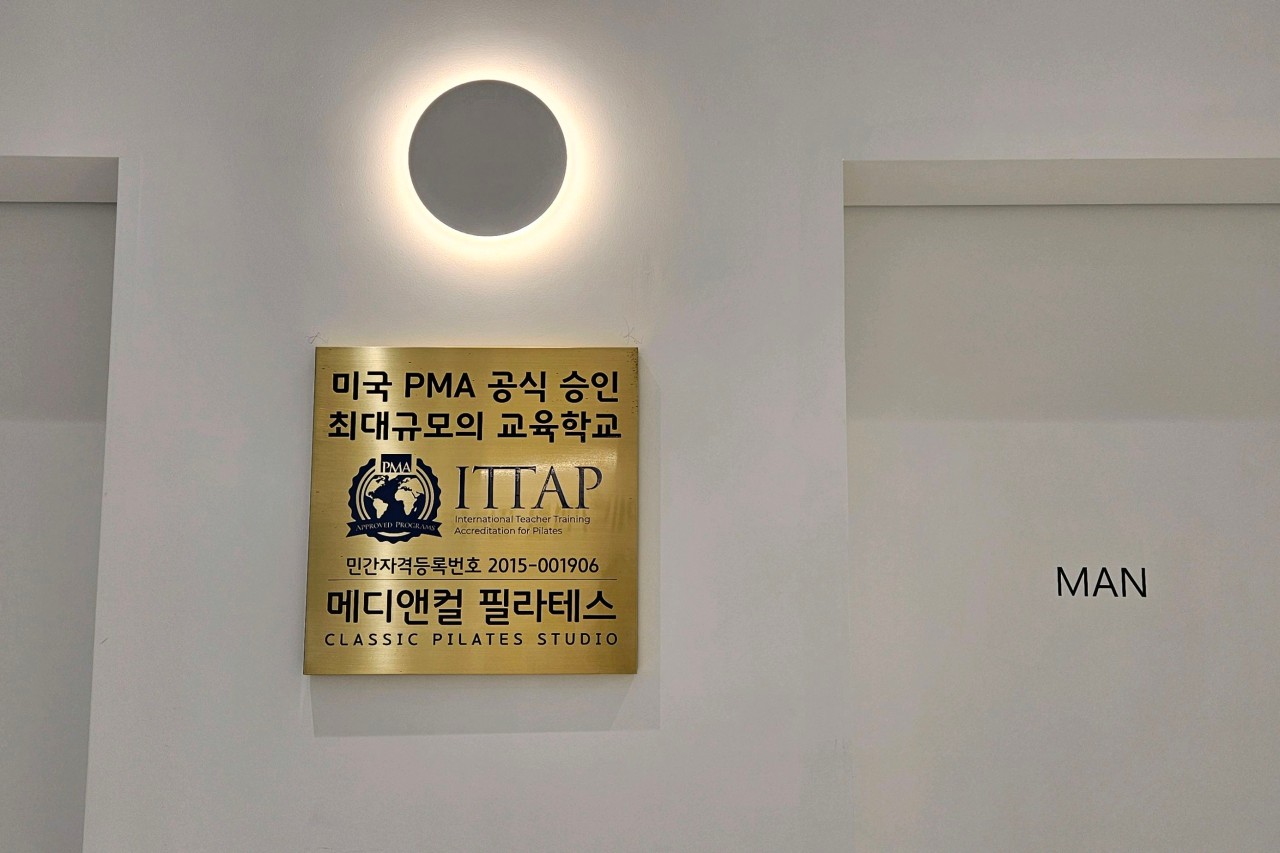 미국 PMA 공식 승인
최대규모의 교육학교
PMA
APPROVED PROGRAMS
ITTAP
International Teacher Training
Accreditation for Pilates
민간자격등록번호 2015-001906
메디앤컬 필라테스
CLASSIC PILATES STUDIO
MAN